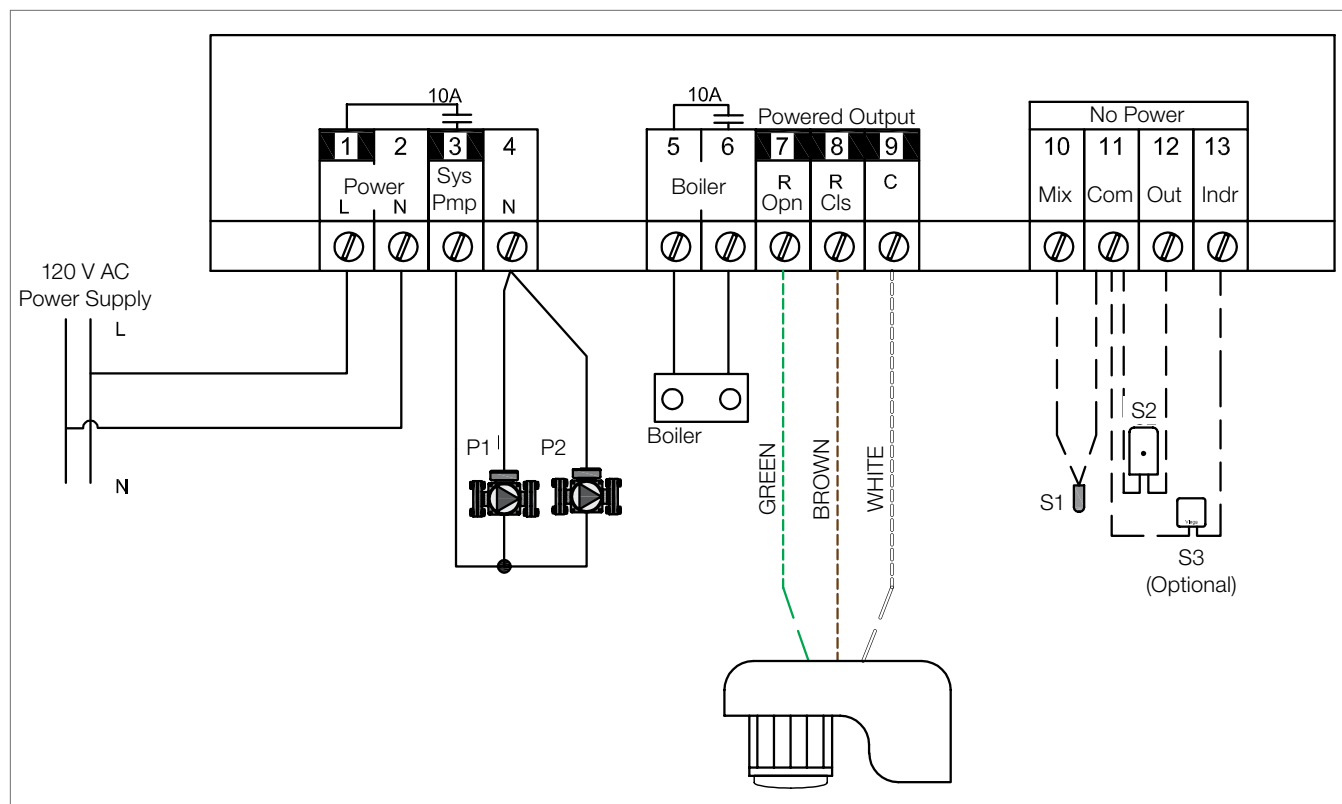 10A
10A
Powered Output
No Power
1 2 3 4
5 6 7 8 9
10 11 12 13
Power
L N
Sys
Pmp
N
Boiler
R
Opn
R
Cls
C
Mix Com Out Indr
120 V AC
Power Supply
L
N
P1 P2
Boiler
GREEN
BROWN
WHITE
S1
S2
S3
(Optional)